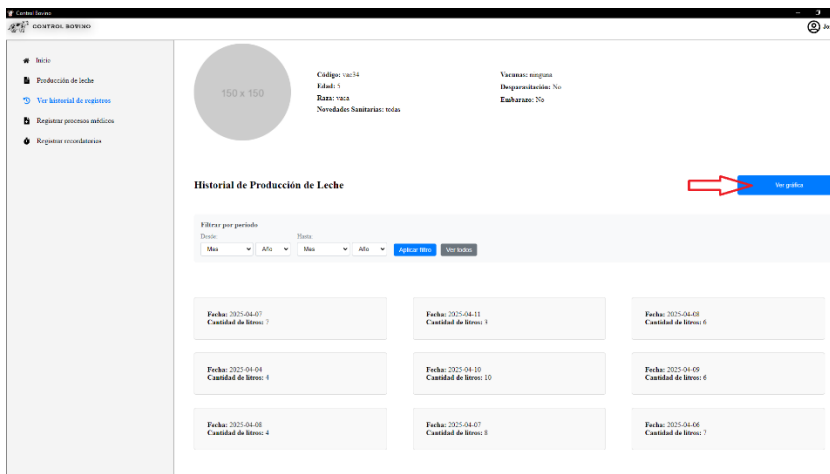 Control Bovino
CONTROL BOVINO
Jo
Inicio
Producción de leche
Ver historial de registros
Registrar procesos médicos
Registrar recordatorios
150 x 150
Código: vac34
Edad: 5
Raza: vaca
Novedades Sanitarias: todas
Vacunas: ninguna
Desparasitación: No
Embarazo: No
Historial de Producción de Leche
Ver gráfica
Filtrar por periodo
Desde: Hasta:
Mes Año Mes Año Aplicar filtro Ver todos
Fecha: 2025-04-07
Cantidad de litros: 7
Fecha: 2025-04-11
Cantidad de litros: 3
Fecha: 2025-04-08
Cantidad de litros: 6
Fecha: 2025-04-04
Cantidad de litros: 4
Fecha: 2025-04-10
Cantidad de litros: 10
Fecha: 2025-04-09
Cantidad de litros: 6
Fecha: 2025-04-08
Cantidad de litros: 4
Fecha: 2025-04-07
Cantidad de litros: 8
Fecha: 2025-04-06
Cantidad de litros: 7